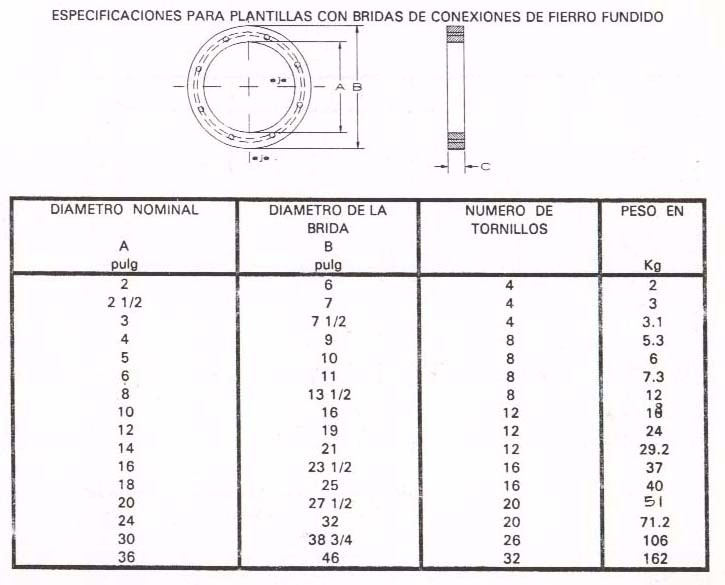 ESPECIFICACIONES PARA PLANTILLAS CON BRIDAS DE CONEXIONES DE FIERRO FUNDIDO
eje
A B
eje
C
DIAMETRO NOMINAL DIAMETRO DE LA NUMERO DE PESO EN
BRIDA TORNILLOS
A B
pulg pulg Kg
2 6 4 2
2 1/2 7 4 3
3 7 1/2 4 3.1
4 9 8 5.3
5 10 8 6
6 11 8 7.3
8 13 1/2 8 12
10 16 12
12 19 12 24
14 21 12 29.2
16 23 1/2 16 37
18 25 16 40
20 27 1/2 20 51
24 32 20 71.2
30 38 3/4 26 106
36 46 32 162